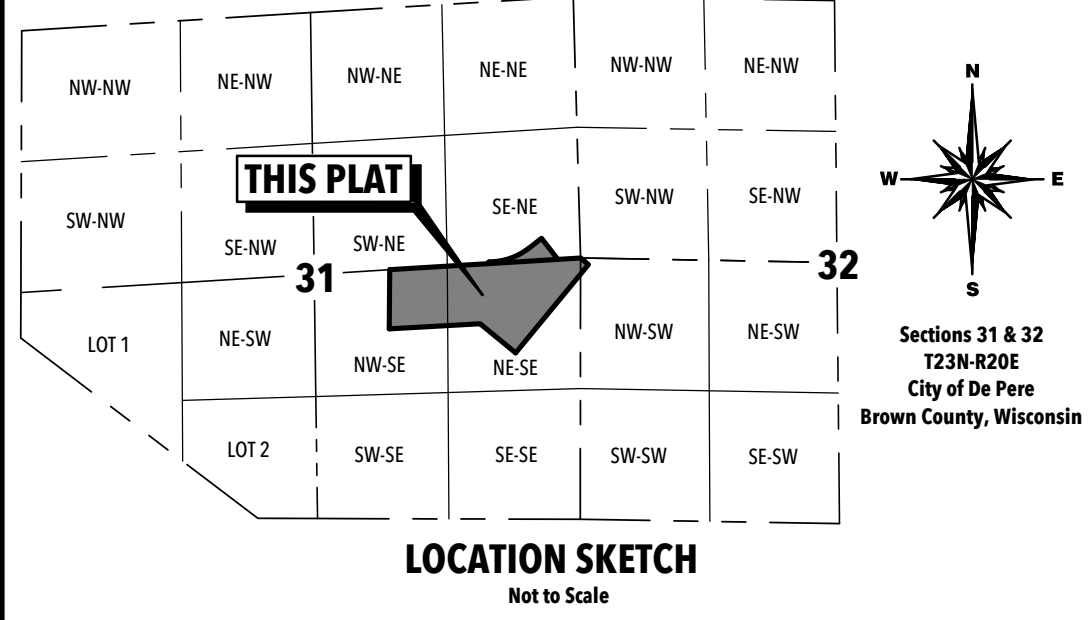 NW-NW
NE-NW
NW-NE
NE-NE
NW-NW
NE-NW
N
THIS PLAT
W
E
SW-NW
SE-NW
SW-NE
SE-NE
SW-NW
SE-NW
31
32
S
LOT 1
NE-SW
NW-SE
NE-SE
NW-SW
NE-SW
Sections 31 & 32
T23N-R20E
City of De Pere
Brown County, Wisconsin
LOT 2
SW-SE
SE-SE
SW-SW
SE-SW
LOCATION SKETCH
Not to Scale